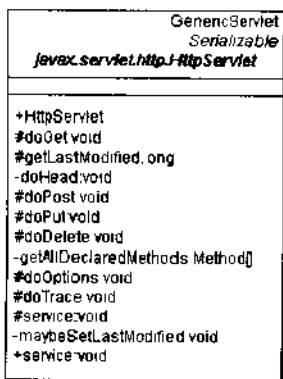 GenericServlet
Serializable
javax.servlet.http.HttpServlet
+HttpServlet
#doGet void
#getLastModified. ong
-doHead:void
#doPost void
#doPut void
#doDelete void
-getAllDeclaredMethods Method[]
#doOptions void
#doTrace void
#service:void
-maybeSetLastModified void
+service:void